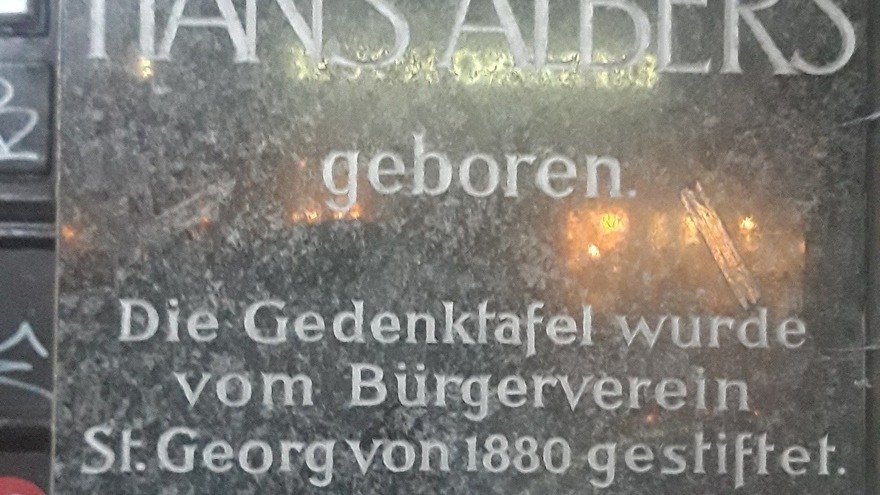 HANS ALBERS
geboren.
Die Gedenktafel wurde
vom Bürgerverein
St. Georg von 1880 gestiftet.